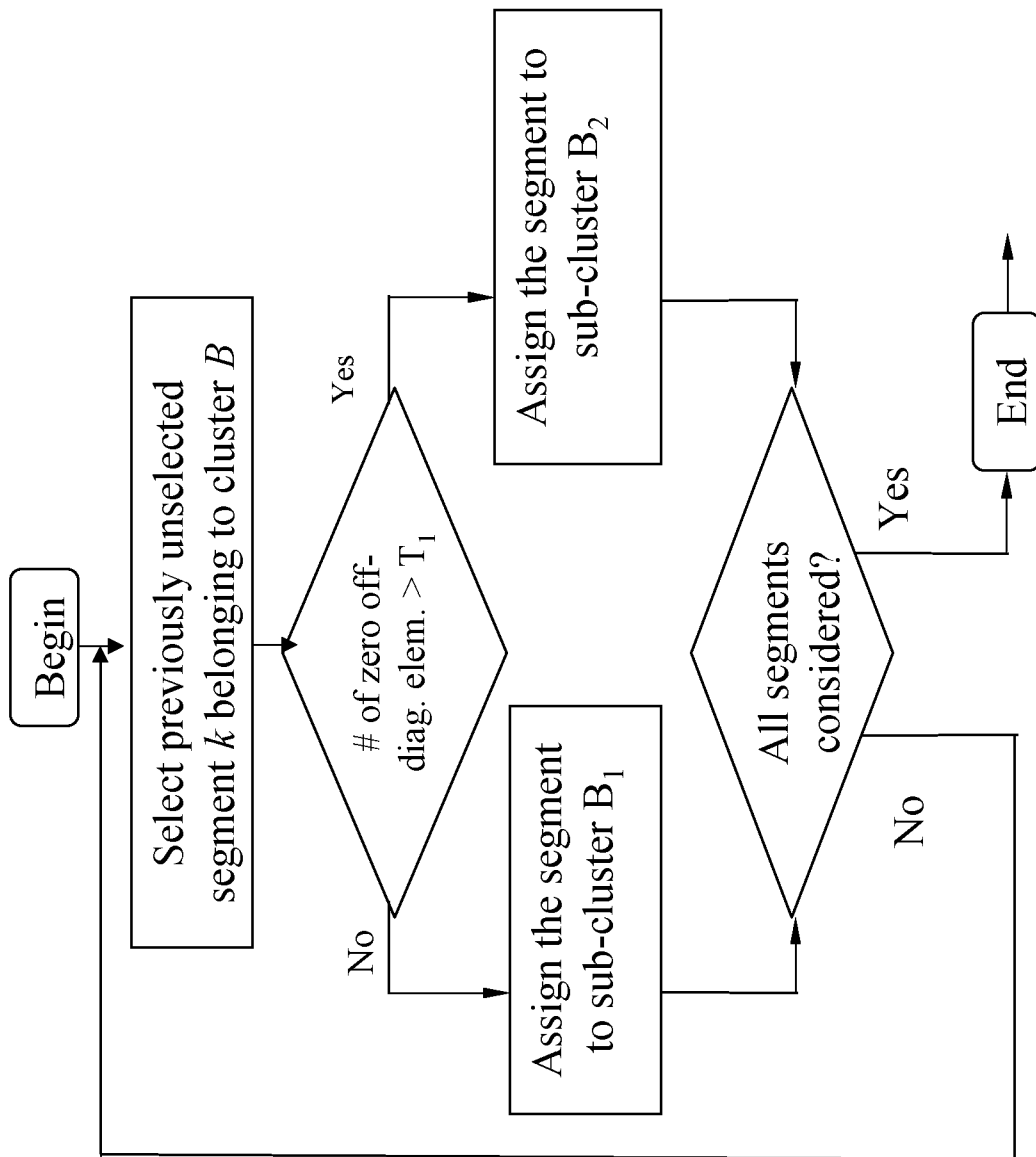 Begin
Select previously unselected
segment k belonging to cluster B
# of zero off-
diag. elem. > T₁
No
Yes
Assign the segment
to sub-cluster B₁
Assign the segment to
sub-cluster B₂
All segments
considered?
No
Yes
End